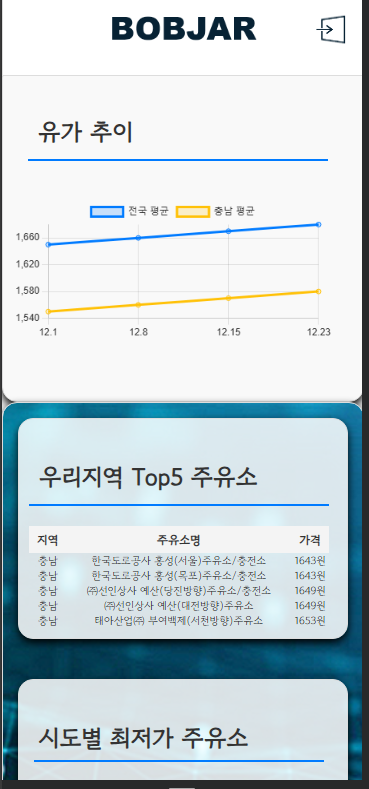 BOBJAR
유가 추이
전국 평균 충남 평균
1,660
1,620
1,580
1,540
12.1 12.8 12.15 12.23
우리지역 Top5 주유소
지역 주유소명 가격
충남 한국도로공사 홍성(서울)주유소/충전소 1643원
충남 한국도로공사 홍성(목포)주유소/충전소 1643원
충남 ㈜선인상사 예산(당진방향)주유소/충전소 1649원
충남 ㈜선인상사 예산(대전방향)주유소 1649원
충남 태아산업㈜ 부여백제(서천방향)주유소 1653원
시도별 최저가 주유소